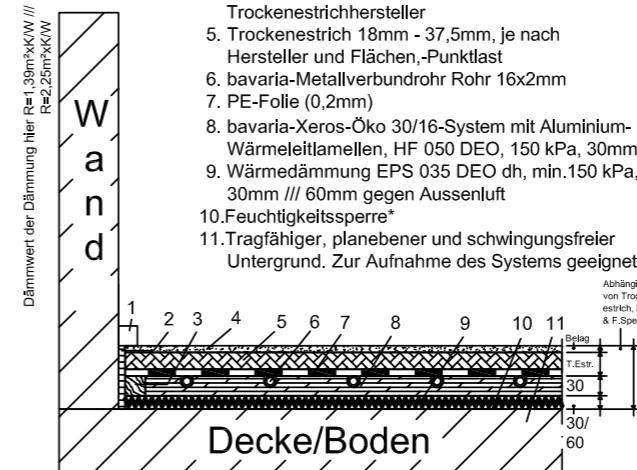 Trockenestrichhersteller
5. Trockenestrich 18mm - 37,5mm, je nach
Hersteller und Flächen,-Punktlast
6. bavaria-Metallverbundrohr Rohr 16x2mm
7. PE-Folie (0,2mm)
8. bavaria-Xeros-Öko 30/16-System mit Aluminium-
Wärmeleitlamellen, HF 050 DEO, 150 kPa, 30mm
9. Wärmedämmung EPS 035 DEO dh, min.150 kPa,
30mm /// 60mm gegen Aussenluft
10.Feuchtigkeitssperre*
11.Tragfähiger, planebener und schwingungsfreier
Untergrund. Zur Aufnahme des Systems geeignet
Dämmwert der Dämmung hier R=1,39m²xK/W ///
R=2,25m²xK/W
Wand
1
2 3 4 5 6 7 8 9 10 11
Belag
T.Estr.
30
30/
60
von Troc
& F.Spe
Decke/Boden